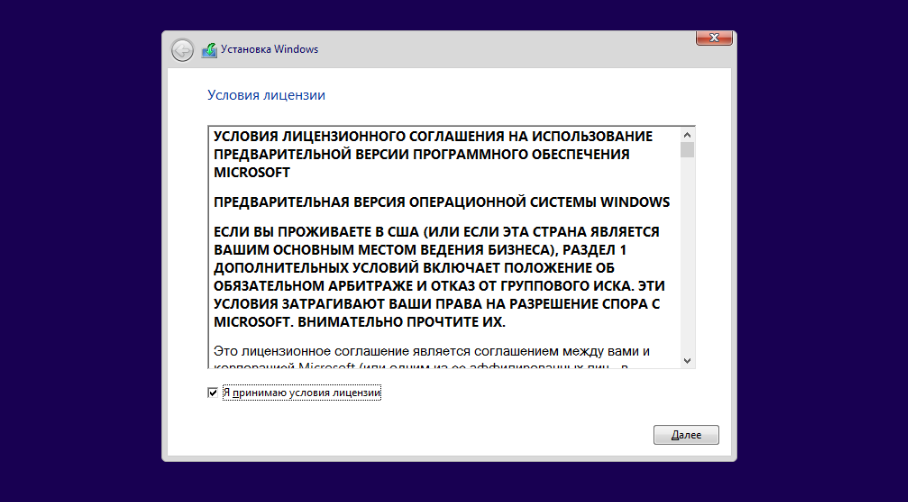 Установка Windows
Условия лицензии
УСЛОВИЯ ЛИЦЕНЗИОННОГО СОГЛАШЕНИЯ НА ИСПОЛЬЗОВАНИЕ
ПРЕДВАРИТЕЛЬНОЙ ВЕРСИИ ПРОГРАММНОГО ОБЕСПЕЧЕНИЯ
MICROSOFT
ПРЕДВАРИТЕЛЬНАЯ ВЕРСИЯ ОПЕРАЦИОННОЙ СИСТЕМЫ WINDOWS
ЕСЛИ ВЫ ПРОЖИВАЕТЕ В США (ИЛИ ЕСЛИ ЭТА СТРАНА ЯВЛЯЕТСЯ
ВАШИМ ОСНОВНЫМ МЕСТОМ ВЕДЕНИЯ БИЗНЕСА), РАЗДЕЛ 1
ДОПОЛНИТЕЛЬНЫХ УСЛОВИЙ ВКЛЮЧАЕТ ПОЛОЖЕНИЕ ОБ
ОБЯЗАТЕЛЬНОМ АРБИТРАЖЕ И ОТКАЗ ОТ ГРУППОВОГО ИСКА. ЭТИ
УСЛОВИЯ ЗАТРАГИВАЮТ ВАШИ ПРАВА НА РАЗРЕШЕНИЕ СПОРА С
MICROSOFT. ВНИМАТЕЛЬНО ПРОЧТИТЕ ИХ.
Это лицензионное соглашение является соглашением между вами и
корпорацией Microsoft (или одним из ее аффилированных лиц, в
Я принимаю условия лицензии
Далее